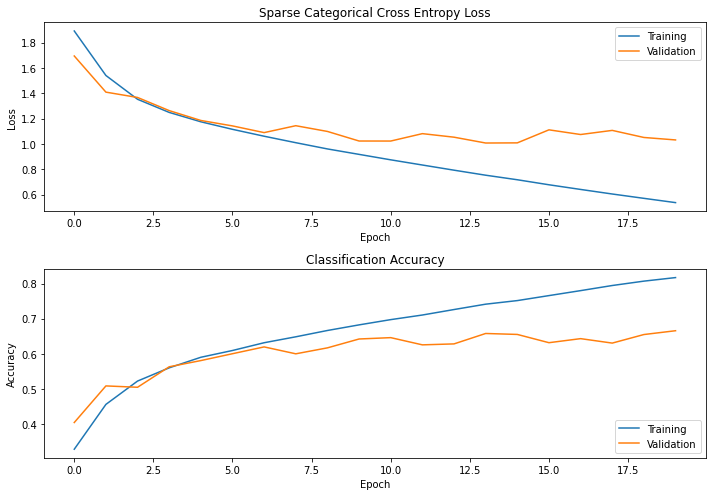 Sparse Categorical Cross Entropy Loss
Training
Validation
1.8
1.6
1.4
1.2
1.0
0.8
0.6
Loss
0.0 2.5 5.0 7.5 10.0 12.5 15.0 17.5
Epoch
Classification Accuracy
0.8
0.7
0.6
0.5
0.4
Accuracy
Training
Validation
0.0 2.5 5.0 7.5 10.0 12.5 15.0 17.5
Epoch